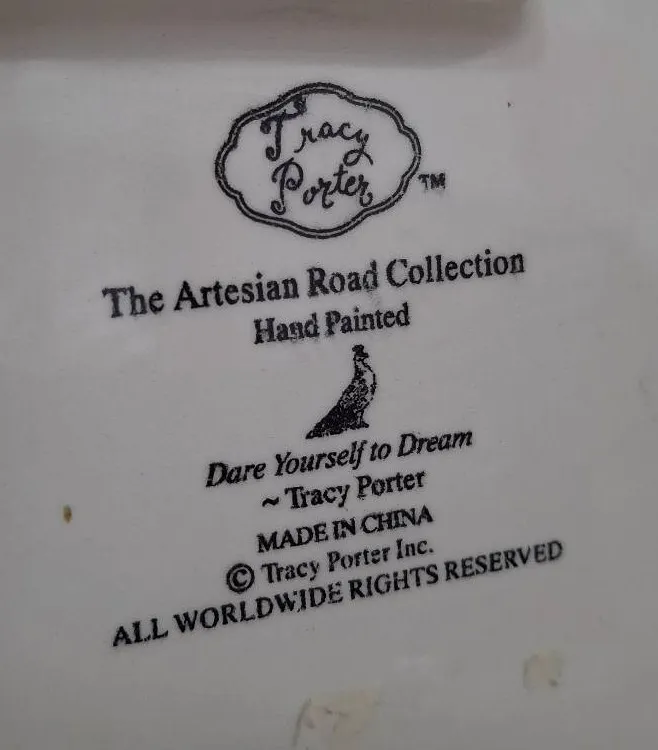 Tracy
Porter
TM
The Artesian Road Collection
Hand Painted
Dare Yourself to Dream
~ Tracy Porter
MADE IN CHINA
© Tracy Porter Inc.
ALL WORLDWIDE RIGHTS RESERVED